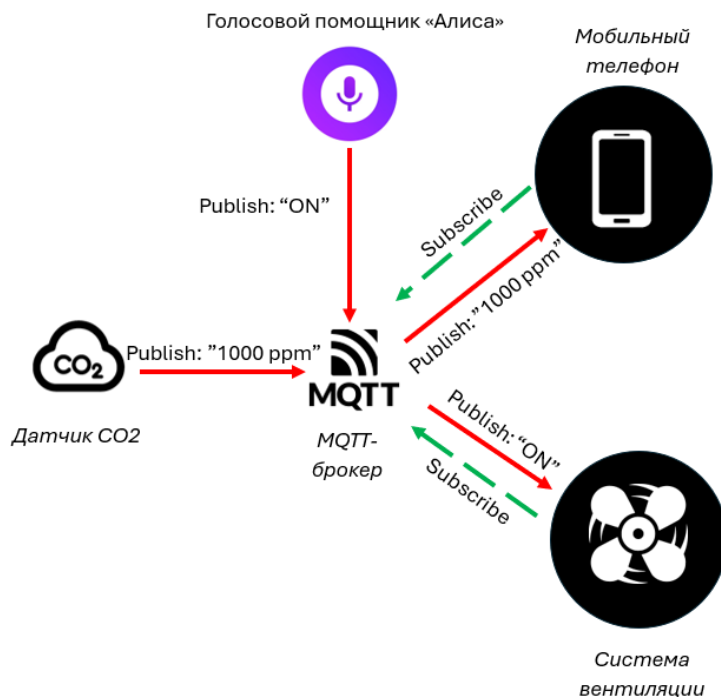 Голосовой помощник «Алиса»
Мобильный
телефон
Publish: “ON”
Subscribe
Publish: ”1000 ppm”
CO2
Publish: ”1000 ppm”
MQTT
Датчик CO2
MQTT-
брокер
Publish: “ON”
Subscribe
Система
вентиляции